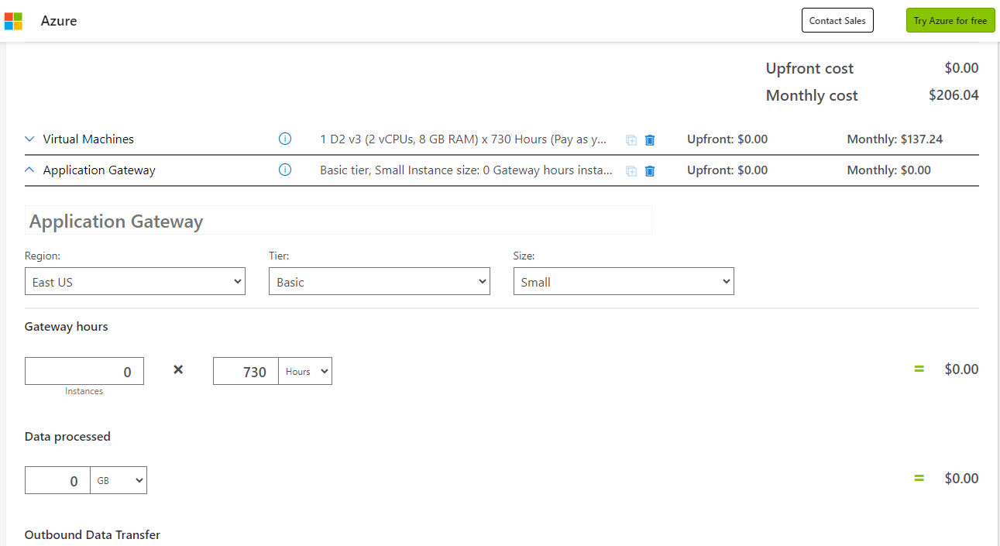 Azure
Contact Sales
Try Azure for free
Upfront cost $0.00
Monthly cost $206.04
Virtual Machines 1 D2 v3 (2 vCPUs, 8 GB RAM) x 730 Hours (Pay as y... Upfront: $0.00 Monthly: $137.24
Application Gateway Basic tier, Small Instance size: 0 Gateway hours insta... Upfront: $0.00 Monthly: $0.00
Application Gateway
Region: Tier: Size:
East US Basic Small
Gateway hours
0 × 730 Hours = $0.00
Instances
Data processed
0 GB = $0.00
Outbound Data Transfer